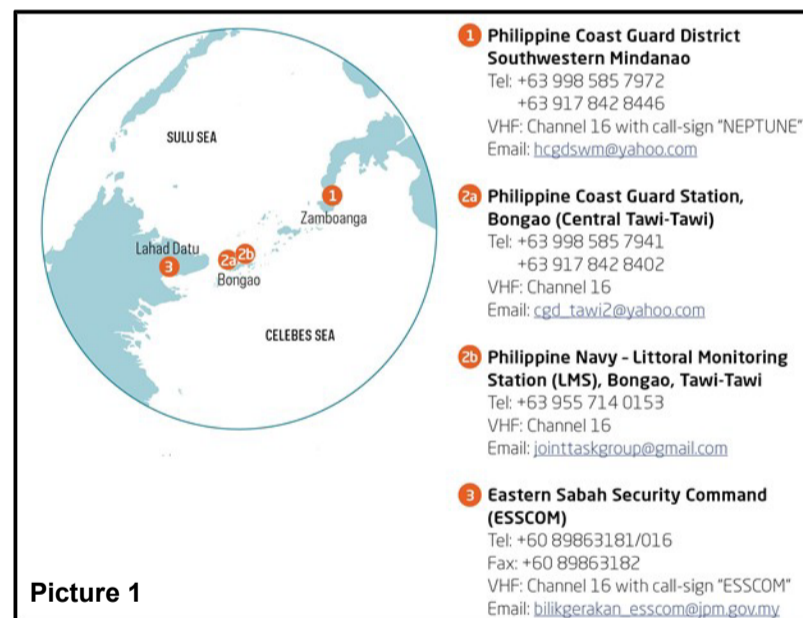 SULU SEA
1
Zamboanga
Lahad Datu
3
2a
2b
Bongao
CELEBES SEA
Picture 1
1 Philippine Coast Guard District
Southwestern Mindanao
Tel: +63 998 585 7972
+63 917 842 8446
VHF: Channel 16 with call-sign "NEPTUNE"
Email: hcgdswm@yahoo.com
2a Philippine Coast Guard Station,
Bongao (Central Tawi-Tawi)
Tel: +63 998 585 7941
+63 917 842 8402
VHF: Channel 16
Email: cgd_tawi2@yahoo.com
2b Philippine Navy - Littoral Monitoring
Station (LMS), Bongao, Tawi-Tawi
Tel: +63 955 714 0153
VHF: Channel 16
Email: jointtaskgroup@gmail.com
3 Eastern Sabah Security Command
(ESSCOM)
Tel: +60 89863181/016
Fax: +60 89863182
VHF: Channel 16 with call-sign "ESSCOM"
Email: bilikgerakan_esscom@jpm.gov.my